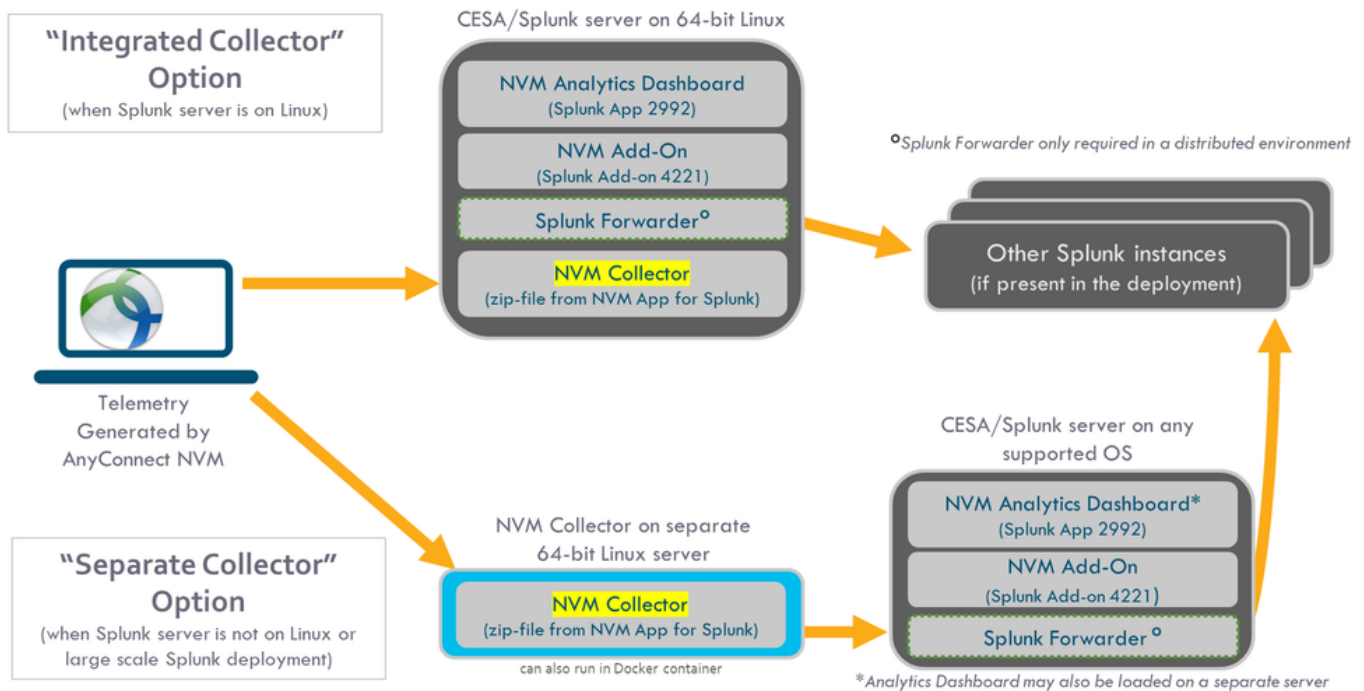 "Integrated Collector"
Option
(when Splunk server is on Linux)
CESA/Splunk server on 64-bit Linux
NVM Analytics Dashboard
(Splunk App 2992)
NVM Add-On
(Splunk Add-on 4221)
Splunk Forwarder°
NVM Collector
(zip-file from NVM App for Splunk)
°Splunk Forwarder only required in a distributed environment
Other Splunk instances
(if present in the deployment)
Telemetry
Generated by
AnyConnect NVM
"Separate Collector"
Option
(when Splunk server is not on Linux or
large scale Splunk deployment)
NVM Collector on separate
64-bit Linux server
NVM Collector
(zip-file from NVM App for Splunk)
can also run in Docker container
CESA/Splunk server on any
supported OS
NVM Analytics Dashboard*
(Splunk App 2992)
NVM Add-On
(Splunk Add-on 4221)
Splunk Forwarder °
*Analytics Dashboard may also be loaded on a separate server